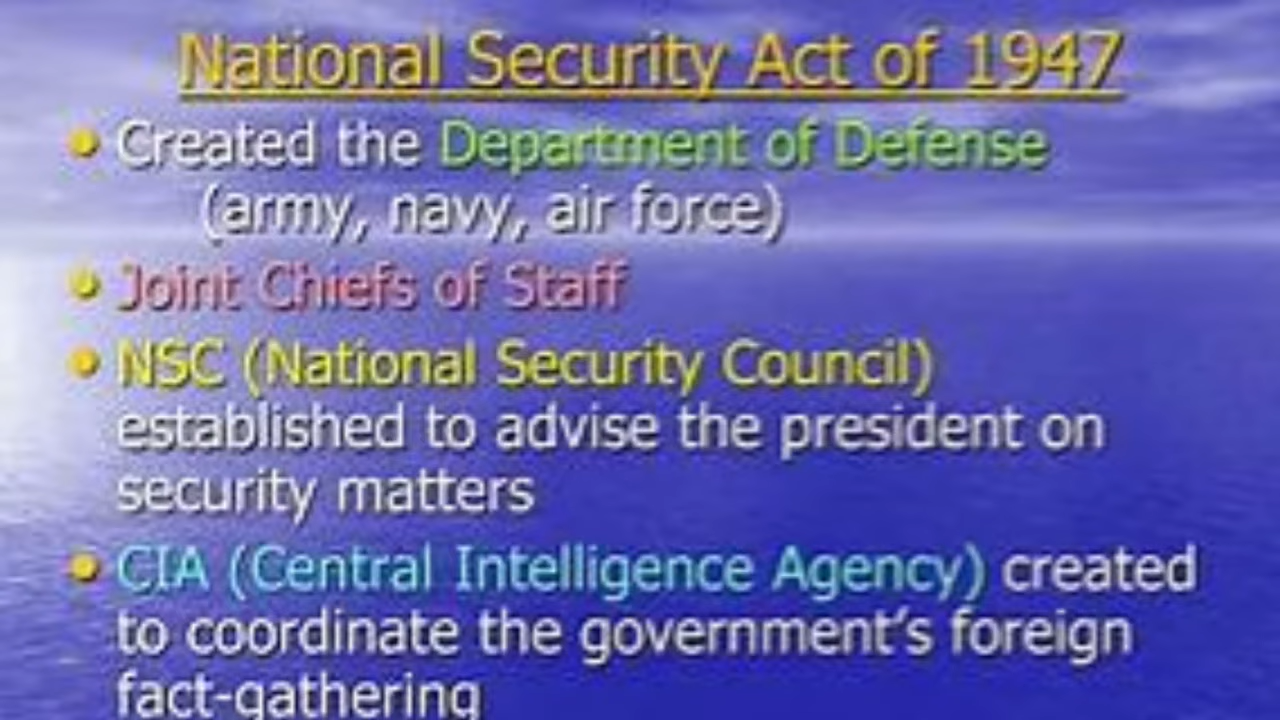 National Security Act of 1947
• Created the Department of Defense
(army, navy, air force)
• Joint Chiefs of Staff
• NSC (National Security Council)
established to advise the president on
security matters
• CIA (Central Intelligence Agency) created
to coordinate the government's foreign
fact-gathering